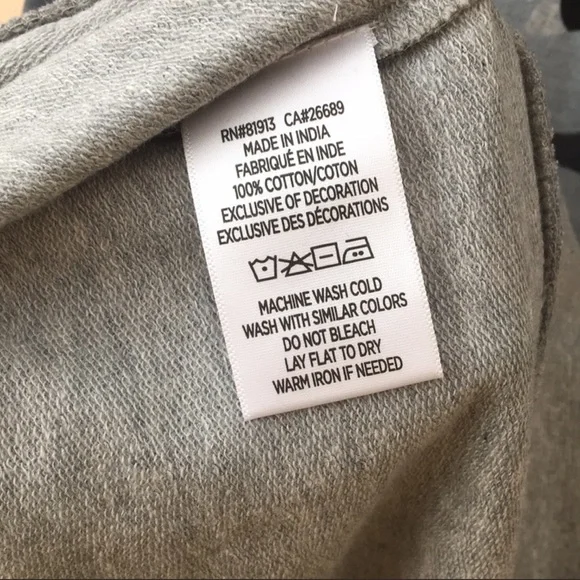 RN#81913 CA#26689
MADE IN INDIA
FABRIQUÉ EN INDE
100% COTTON/COTON
EXCLUSIVE OF DECORATION
EXCLUSIVE DES DÉCORATIONS
MACHINE WASH COLD
WASH WITH SIMILAR COLORS
DO NOT BLEACH
LAY FLAT TO DRY
WARM IRON IF NEEDED